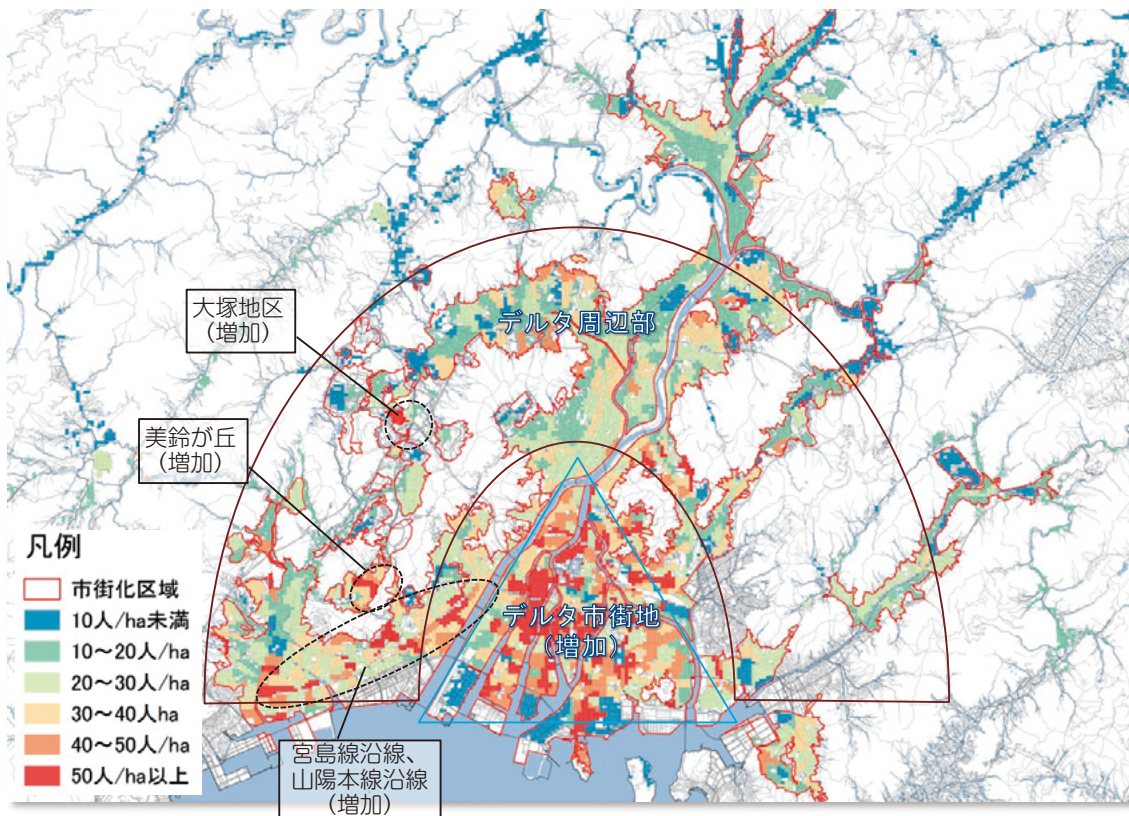 大塚地区
(増加)
デルタ周辺部
美鈴が丘
(増加)
凡例
市街化区域
10人/ha未満
10～20人/ha
20～30人/ha
30～40人ha
40～50人/ha
50人/ha以上
デルタ市街地
(増加)
宮島線沿線、
山陽本線沿線
(増加)